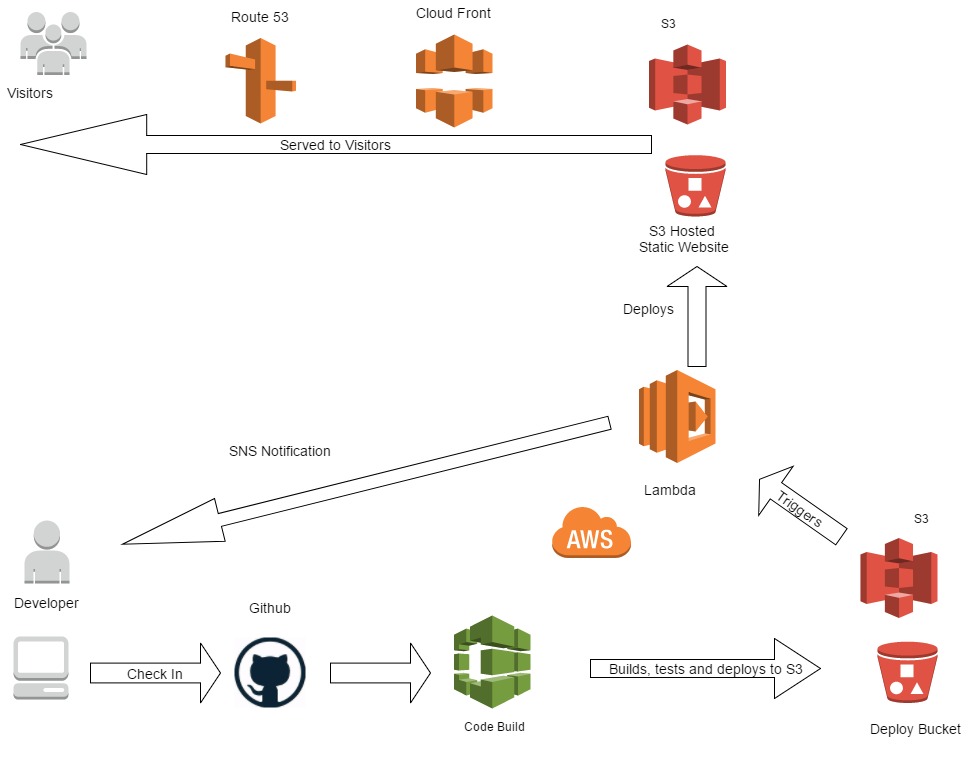 Route 53
Cloud Front
S3
Visitors
Served to Visitors
S3 Hosted
Static Website
Deploys
SNS Notification
Lambda
Triggers
S3
AWS
Developer
Github
Check In
Builds, tests and deploys to S3
Code Build
Deploy Bucket